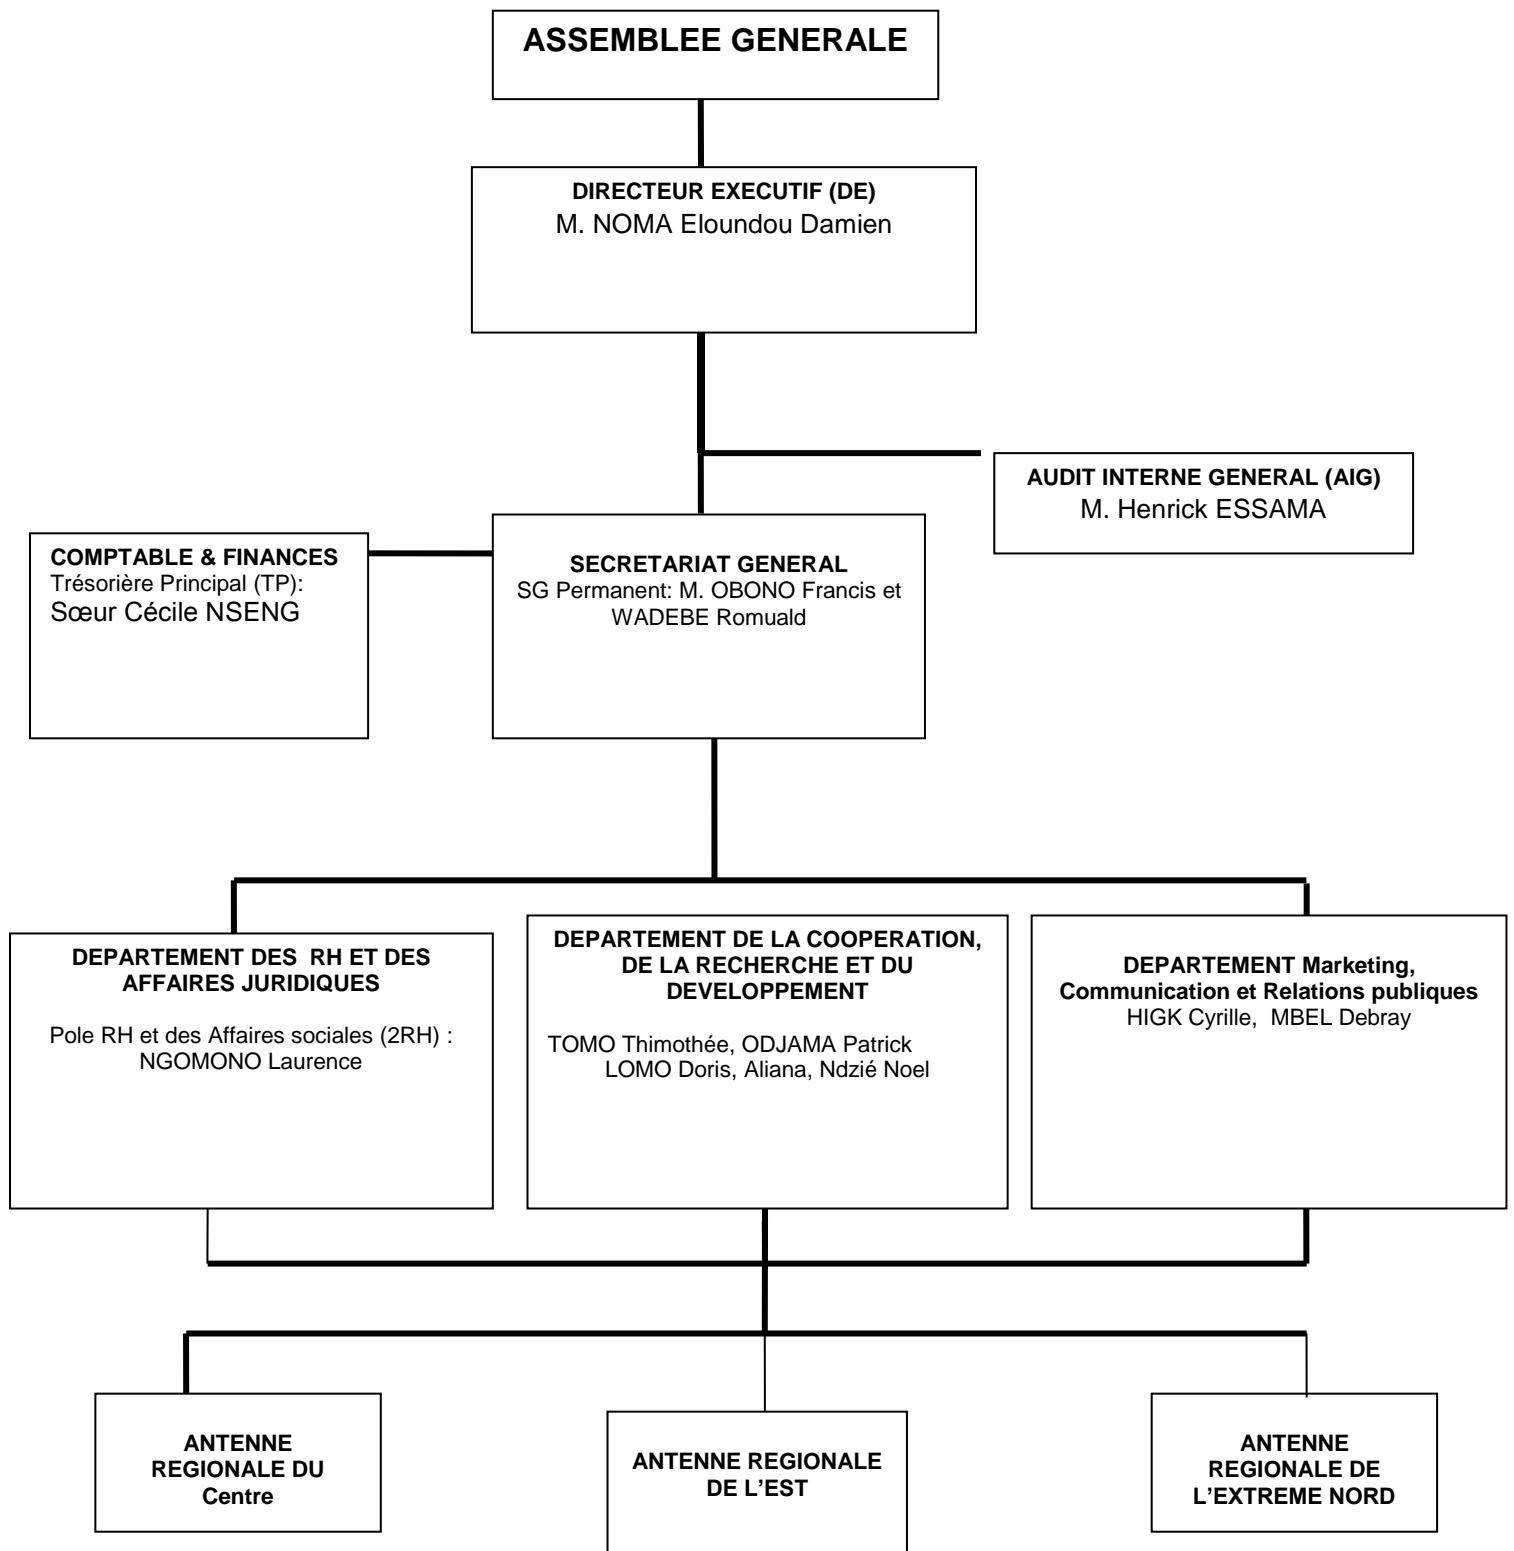 ASSEMBLEE GENERALE
DIRECTEUR EXECUTIF (DE)
M. NOMA Eloundou Damien
AUDIT INTERNE GENERAL (AIG)
M. Henrick ESSAMA
COMPTABLE & FINANCES
Trésorière Principal (TP):
Sœur Cécile NSENG
SECRETARIAT GENERAL
SG Permanent: M. OBONO Francis et
WADEBE Romuald
DEPARTEMENT DES RH ET DES
AFFAIRES JURIDIQUES
Pole RH et des Affaires sociales (2RH) :
NGOMONO Laurence
DEPARTEMENT DE LA COOPERATION,
DE LA RECHERCHE ET DU
DEVELOPPEMENT
TOMO Thimothée, ODJAMA Patrick
LOMO Doris, Aliana, Ndzié Noel
DEPARTEMENT Marketing,
Communication et Relations publiques
HIGK Cyrille, MBEL Debray
ANTENNE
REGIONALE DU
Centre
ANTENNE REGIONALE
DE L’EST
ANTENNE
REGIONALE DE
L’EXTREME NORD